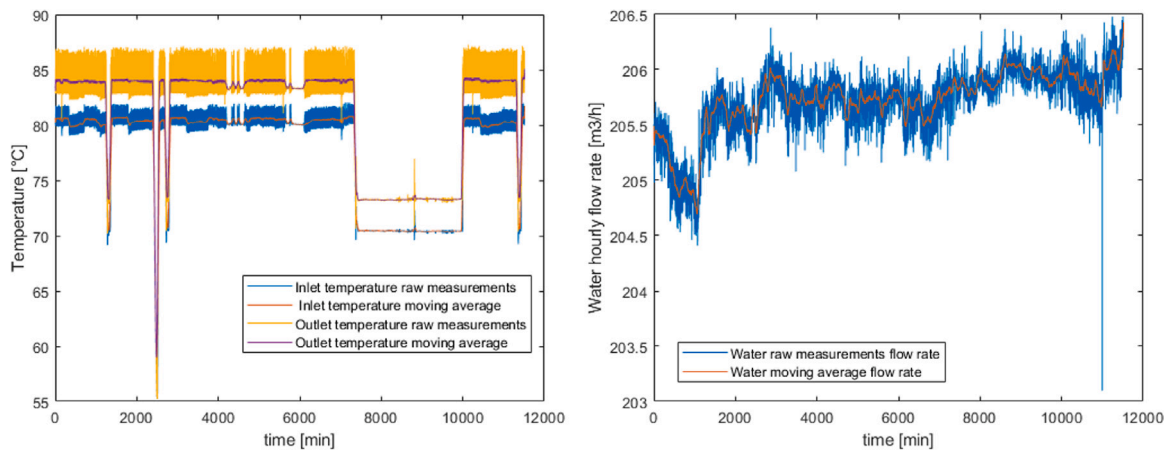 90
85
80
75
70
65
60
55
Temperature [°C]
Inlet temperature raw measurements
Inlet temperature moving average
Outlet temperature raw measurements
Outlet temperature moving average
0 2000 4000 6000 8000 10000 12000
time [min]
206.5
206
205.5
205
204.5
204
203.5
203
Water hourly flow rate [m3/h]
Water raw measurements flow rate
Water moving average flow rate
0 2000 4000 6000 8000 10000 12000
time [min]